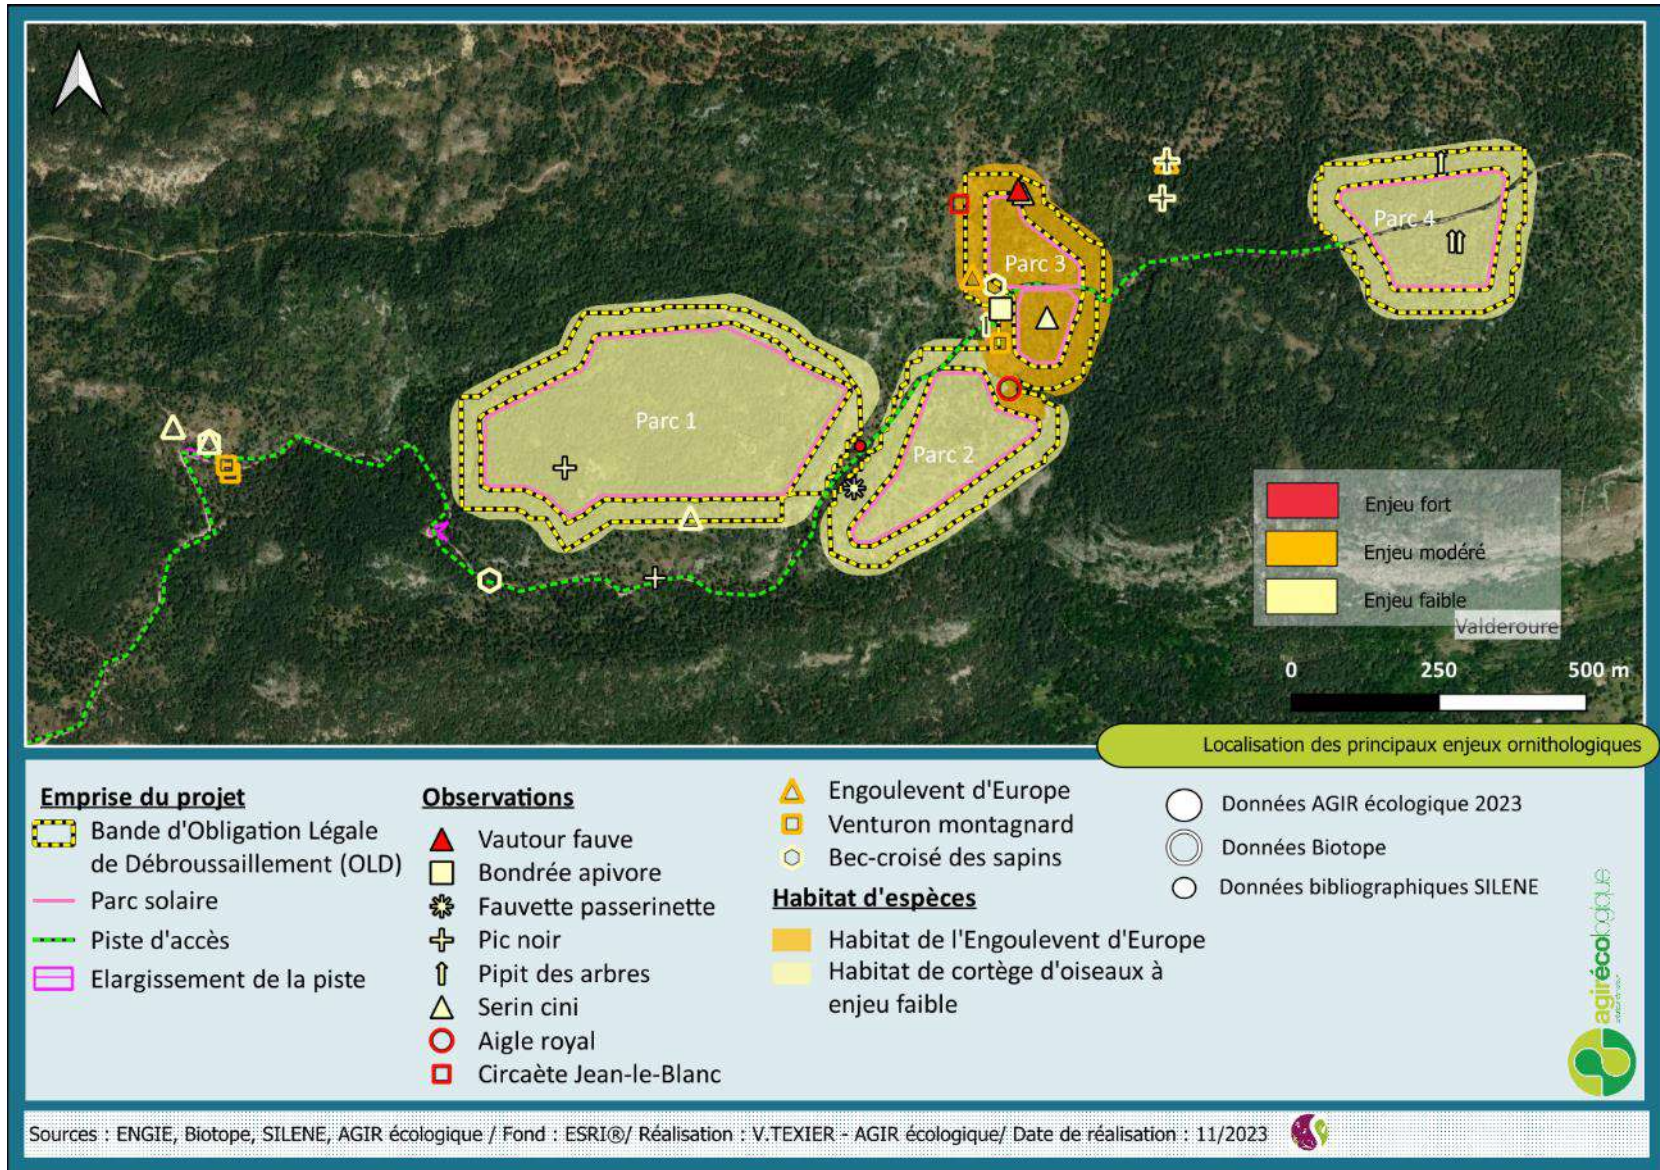 Parc 4
Parc 3
Parc 1
Parc 2
Enjeu fort
Enjeu modéré
Enjeu faible
Valderoure
0 250 500 m
Localisation des principaux enjeux ornithologiques
Emprise du projet
Bande d'Obligation Légale
de Débroussaillement (OLD)
Parc solaire
Piste d'accès
Elargissement de la piste
Observations
Vautour fauve
Bondrée apivore
Fauvette passerinette
Pic noir
Pipit des arbres
Serin cini
Aigle royal
Circaète Jean-le-Blanc
Engoulevent d'Europe
Venturon montagnard
Bec-croisé des sapins
Habitat d'espèces
Habitat de l'Engoulevent d'Europe
Habitat de cortège d'oiseaux à
enjeu faible
Données AGIR écologique 2023
Données Biotope
Données bibliographiques SILENE
agirécologique
Sources : ENGIE, Biotope, SILENE, AGIR écologique / Fond : ESRI®/ Réalisation : V.TEXIER - AGIR écologique/ Date de réalisation : 11/2023